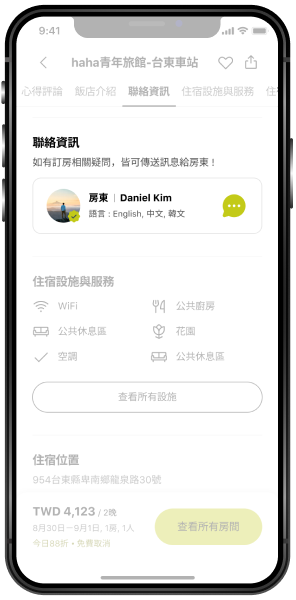 9:41
haha青年旅館-台東車站
心得評論 飯店介紹 聯絡資訊 住宿設施與服務 住
聯絡資訊
如有訂房相關疑問，皆可傳送訊息給房東！
房東 | Daniel Kim
語言 : English, 中文, 韓文
住宿設施與服務
WiFi 公共廚房
公共休息區 花園
空調 公共休息區
查看所有設施
住宿位置
954台東縣卑南鄉龍泉路30號
TWD 4,123 / 2晚
8月30日－9月1日, 1房, 1人
今日88折・免費取消
查看所有房間